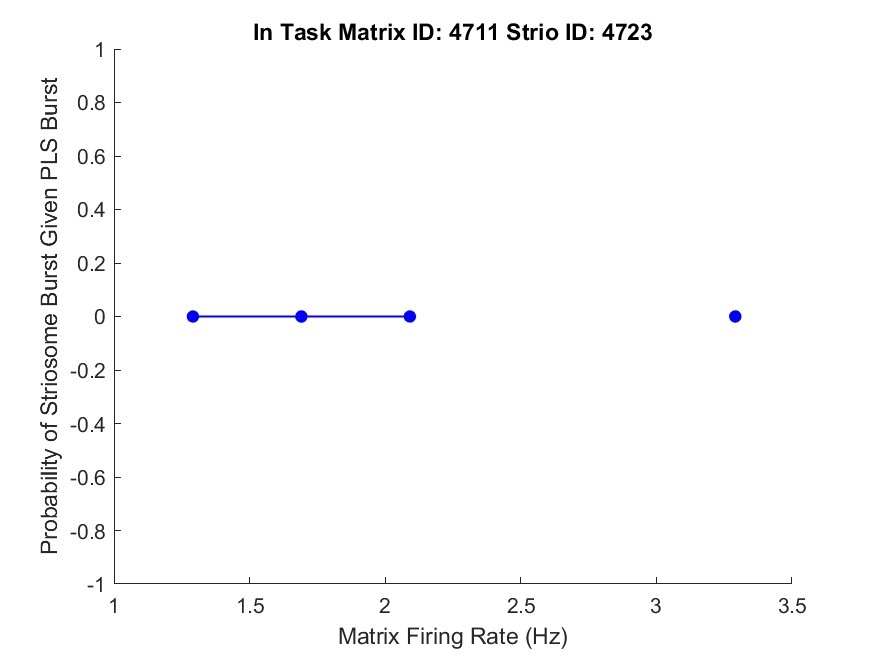 In Task Matrix ID: 4711 Strio ID: 4723
Probability of Striosome Burst Given PLS Burst
1
0.8
0.6
0.4
0.2
0
-0.2
-0.4
-0.6
-0.8
-1
1 1.5 2 2.5 3 3.5
Matrix Firing Rate (Hz)